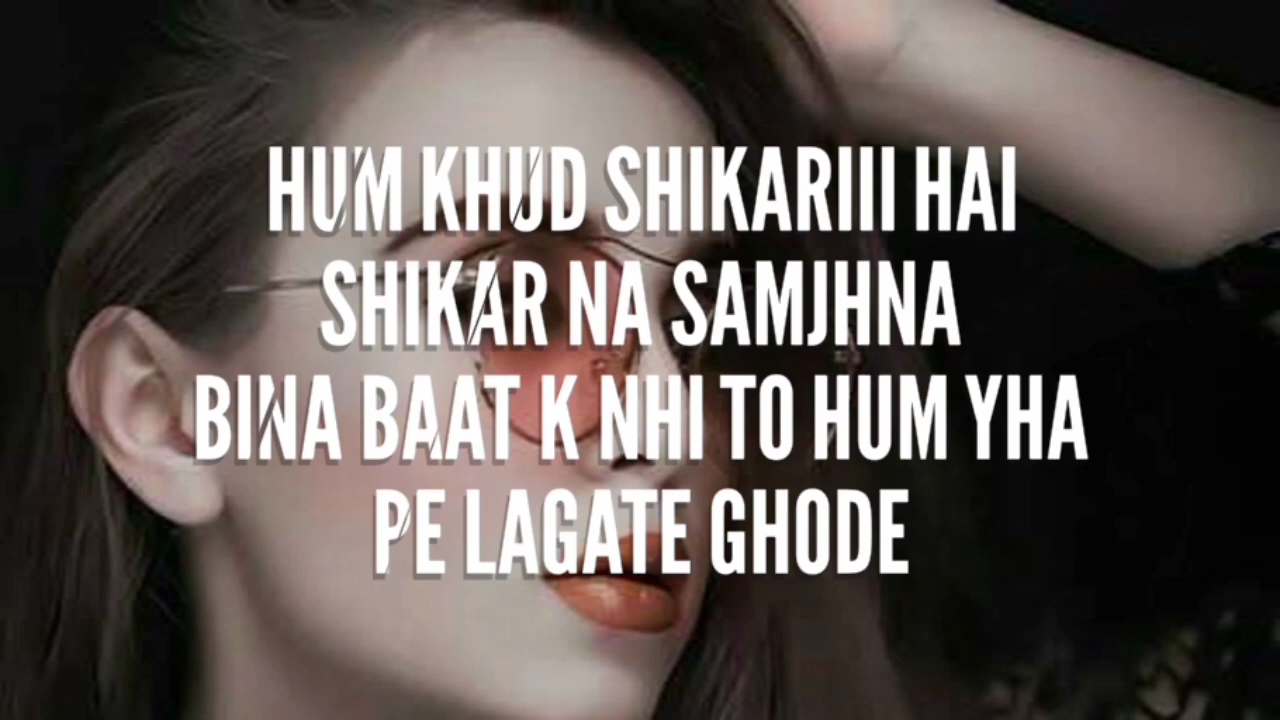 HUM KHUD SHIKARIII HAI
SHIKAR NA SAMJHNA
BINA BAAT K NHI TO HUM YHA
PE LAGATE GHODE